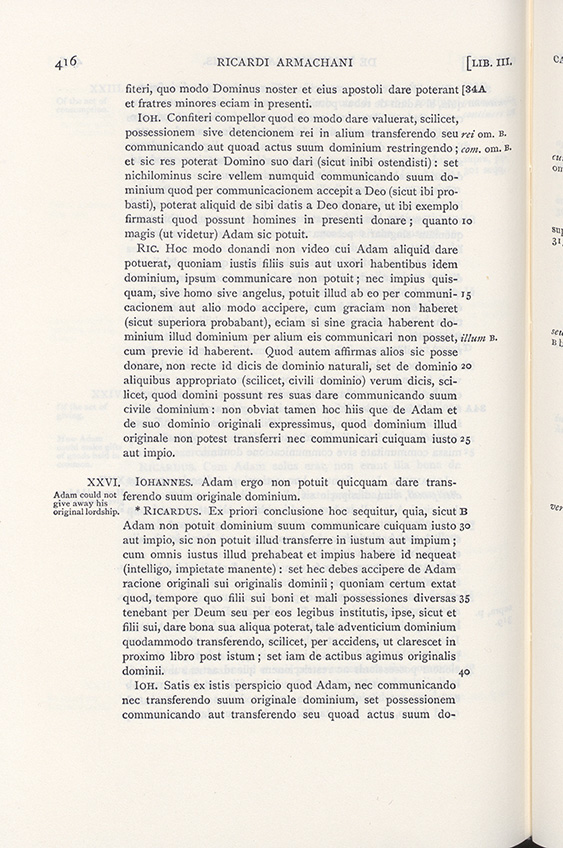 416 RICARDI ARMACHANI [LIB. III.
fiteri, quo modo Dominus noster et eius apostoli dare poterant [34A
et fratres minores eciam in presenti.
IOH. Confiteri compellor quod eo modo dare valuerat, scilicet,
possessionem sive detencionem rei in alium transferendo seu rei om. B.
communicando aut quoad actus suum dominium restringendo; com. om. B.
et sic res poterat Domino suo dari (sicut inibi ostendisti): set
nichilominus scire vellem numquid communicando suum do-
minium quod per communicacionem accepit a Deo (sicut ibi pro-
basti), poterat aliquid de sibi datis a Deo donare, ut ibi exemplo
firmasti quod possunt homines in presenti donare; quanto 10
magis (ut videtur) Adam sic potuit.
RIC. Hoc modo donandi non video cui Adam aliquid dare
potuerat, quoniam iustis filiis suis aut uxori habentibus idem
dominium, ipsum communicare non potuit; nec impius quis-
quam, sive homo sive angelus, potuit illud ab eo per communi- 15
cacionem aut alio modo accipere, cum graciam non haberet
(sicut superiora probabant), eciam si sine gracia haberent do-
minium illud dominium per alium eis communicari non posset, illum B.
cum previe id haberent. Quod autem affirmas alios sic posse
donare, non recte id dicis de dominio naturali, set de dominio 20
aliquibus appropriato (scilicet, civili dominio) verum dicis, sci-
licet, quod domini possunt res suas dare communicando suum
civile dominium: non obviat tamen hoc hiis que de Adam et
de suo dominio originali expressimus, quod dominium illud
originale non potest transferri nec communicari cuiquam iusto 25
aut impio.
XXVI. IOHANNES. Adam ergo non potuit quicquam dare trans-
Adam could not
give away his
original lordship.
ferendo suum originale dominium.
* RICARDUS. Ex priori conclusione hoc sequitur, quia, sicut B
Adam non potuit dominium suum communicare cuiquam iusto 30
aut impio, sic non potuit illud transferre in iustum aut impium;
cum omnis iustus illud prehabeat et impius habere id nequeat
(intelligo, impietate manente): set hec debes accipere de Adam
racione originali sui originalis dominii; quoniam certum extat
quod, tempore quo filii sui boni et mali possessiones diversas 35
tenebant per Deum seu per eos legibus institutis, ipse, sicut et
filii sui, dare bona sua aliqua poterat, tale adventicium dominium
quodammodo transferendo, scilicet, per accidens, ut clarescet in
proximo libro post istum; set iam de actibus agimus originalis
dominii. 40
IOH. Satis ex istis perspicio quod Adam, nec communicando
nec transferendo suum originale dominium, set possessionem
communicando aut transferendo seu quoad actus suum do-